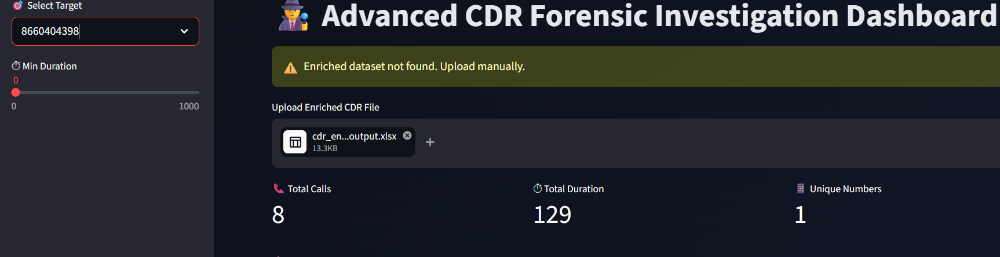 Select Target
8660404398
Min Duration
0
0
1000
Advanced CDR Forensic Investigation Dashboard
Enriched dataset not found. Upload manually.
Upload Enriched CDR File
cdr_en...output.xlsx
13.3KB
Total Calls
8
Total Duration
129
Unique Numbers
1